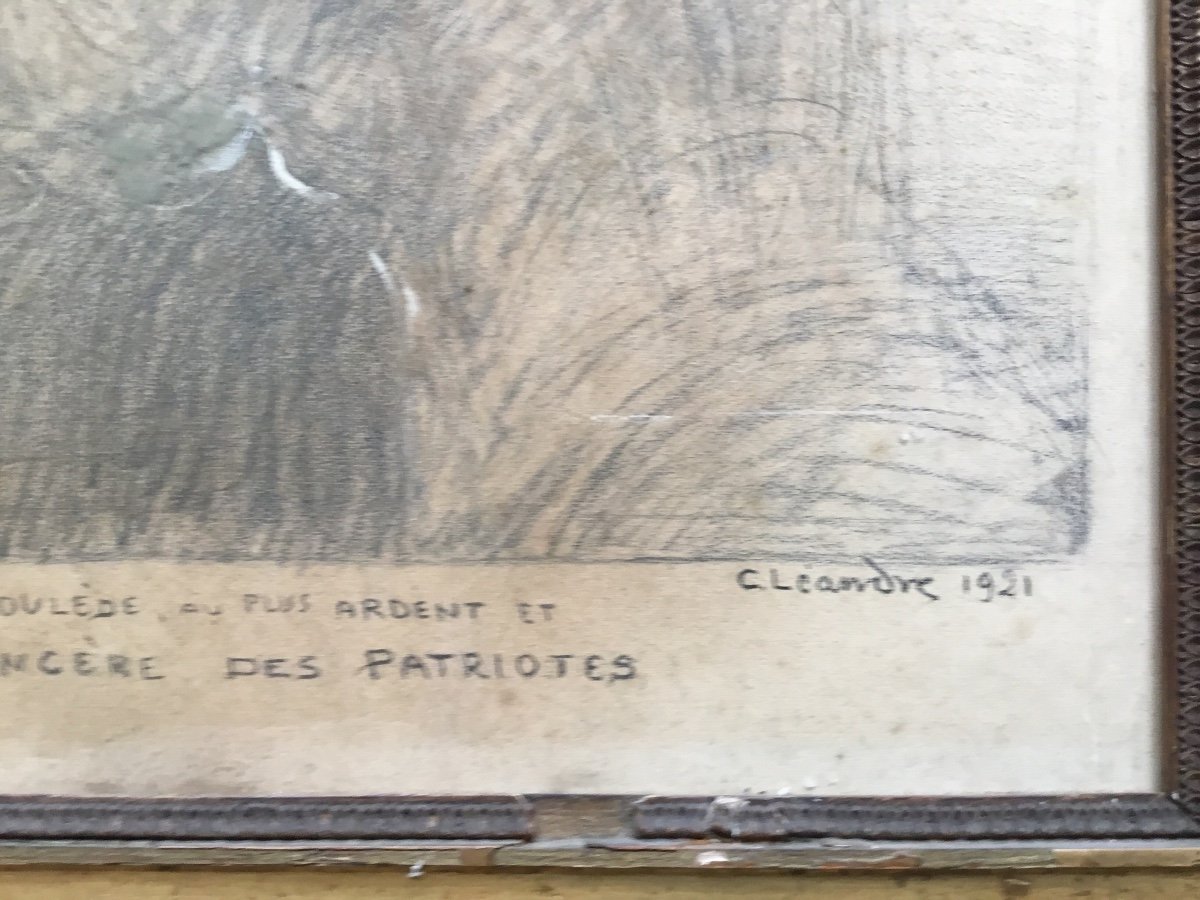 C. Léandre 1921
OULÈDE, AU PLUS ARDENT ET
NCÈRE DES PATRIOTES